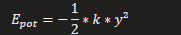 E_pot = −1/2 * k * y²